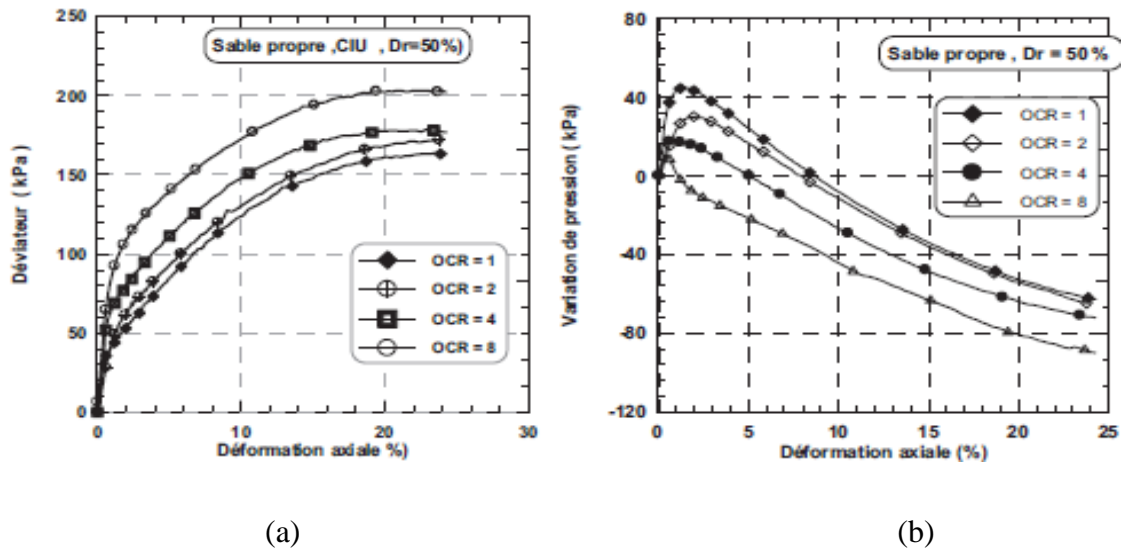 250
200
150
100
50
0
Déviateur ( kPa)
Sable propre ,CIU , Dr=50%)
OCR = 1
OCR = 2
OCR = 4
OCR = 8
0
10
20
30
Déformation axiale %)
(a)
80
40
0
-40
-80
-120
Variation de pression ( kPa)
Sable propre , Dr = 50%
OCR = 1
OCR = 2
OCR = 4
OCR = 8
0
5
10
15
20
25
Déformation axiale (%)
(b)